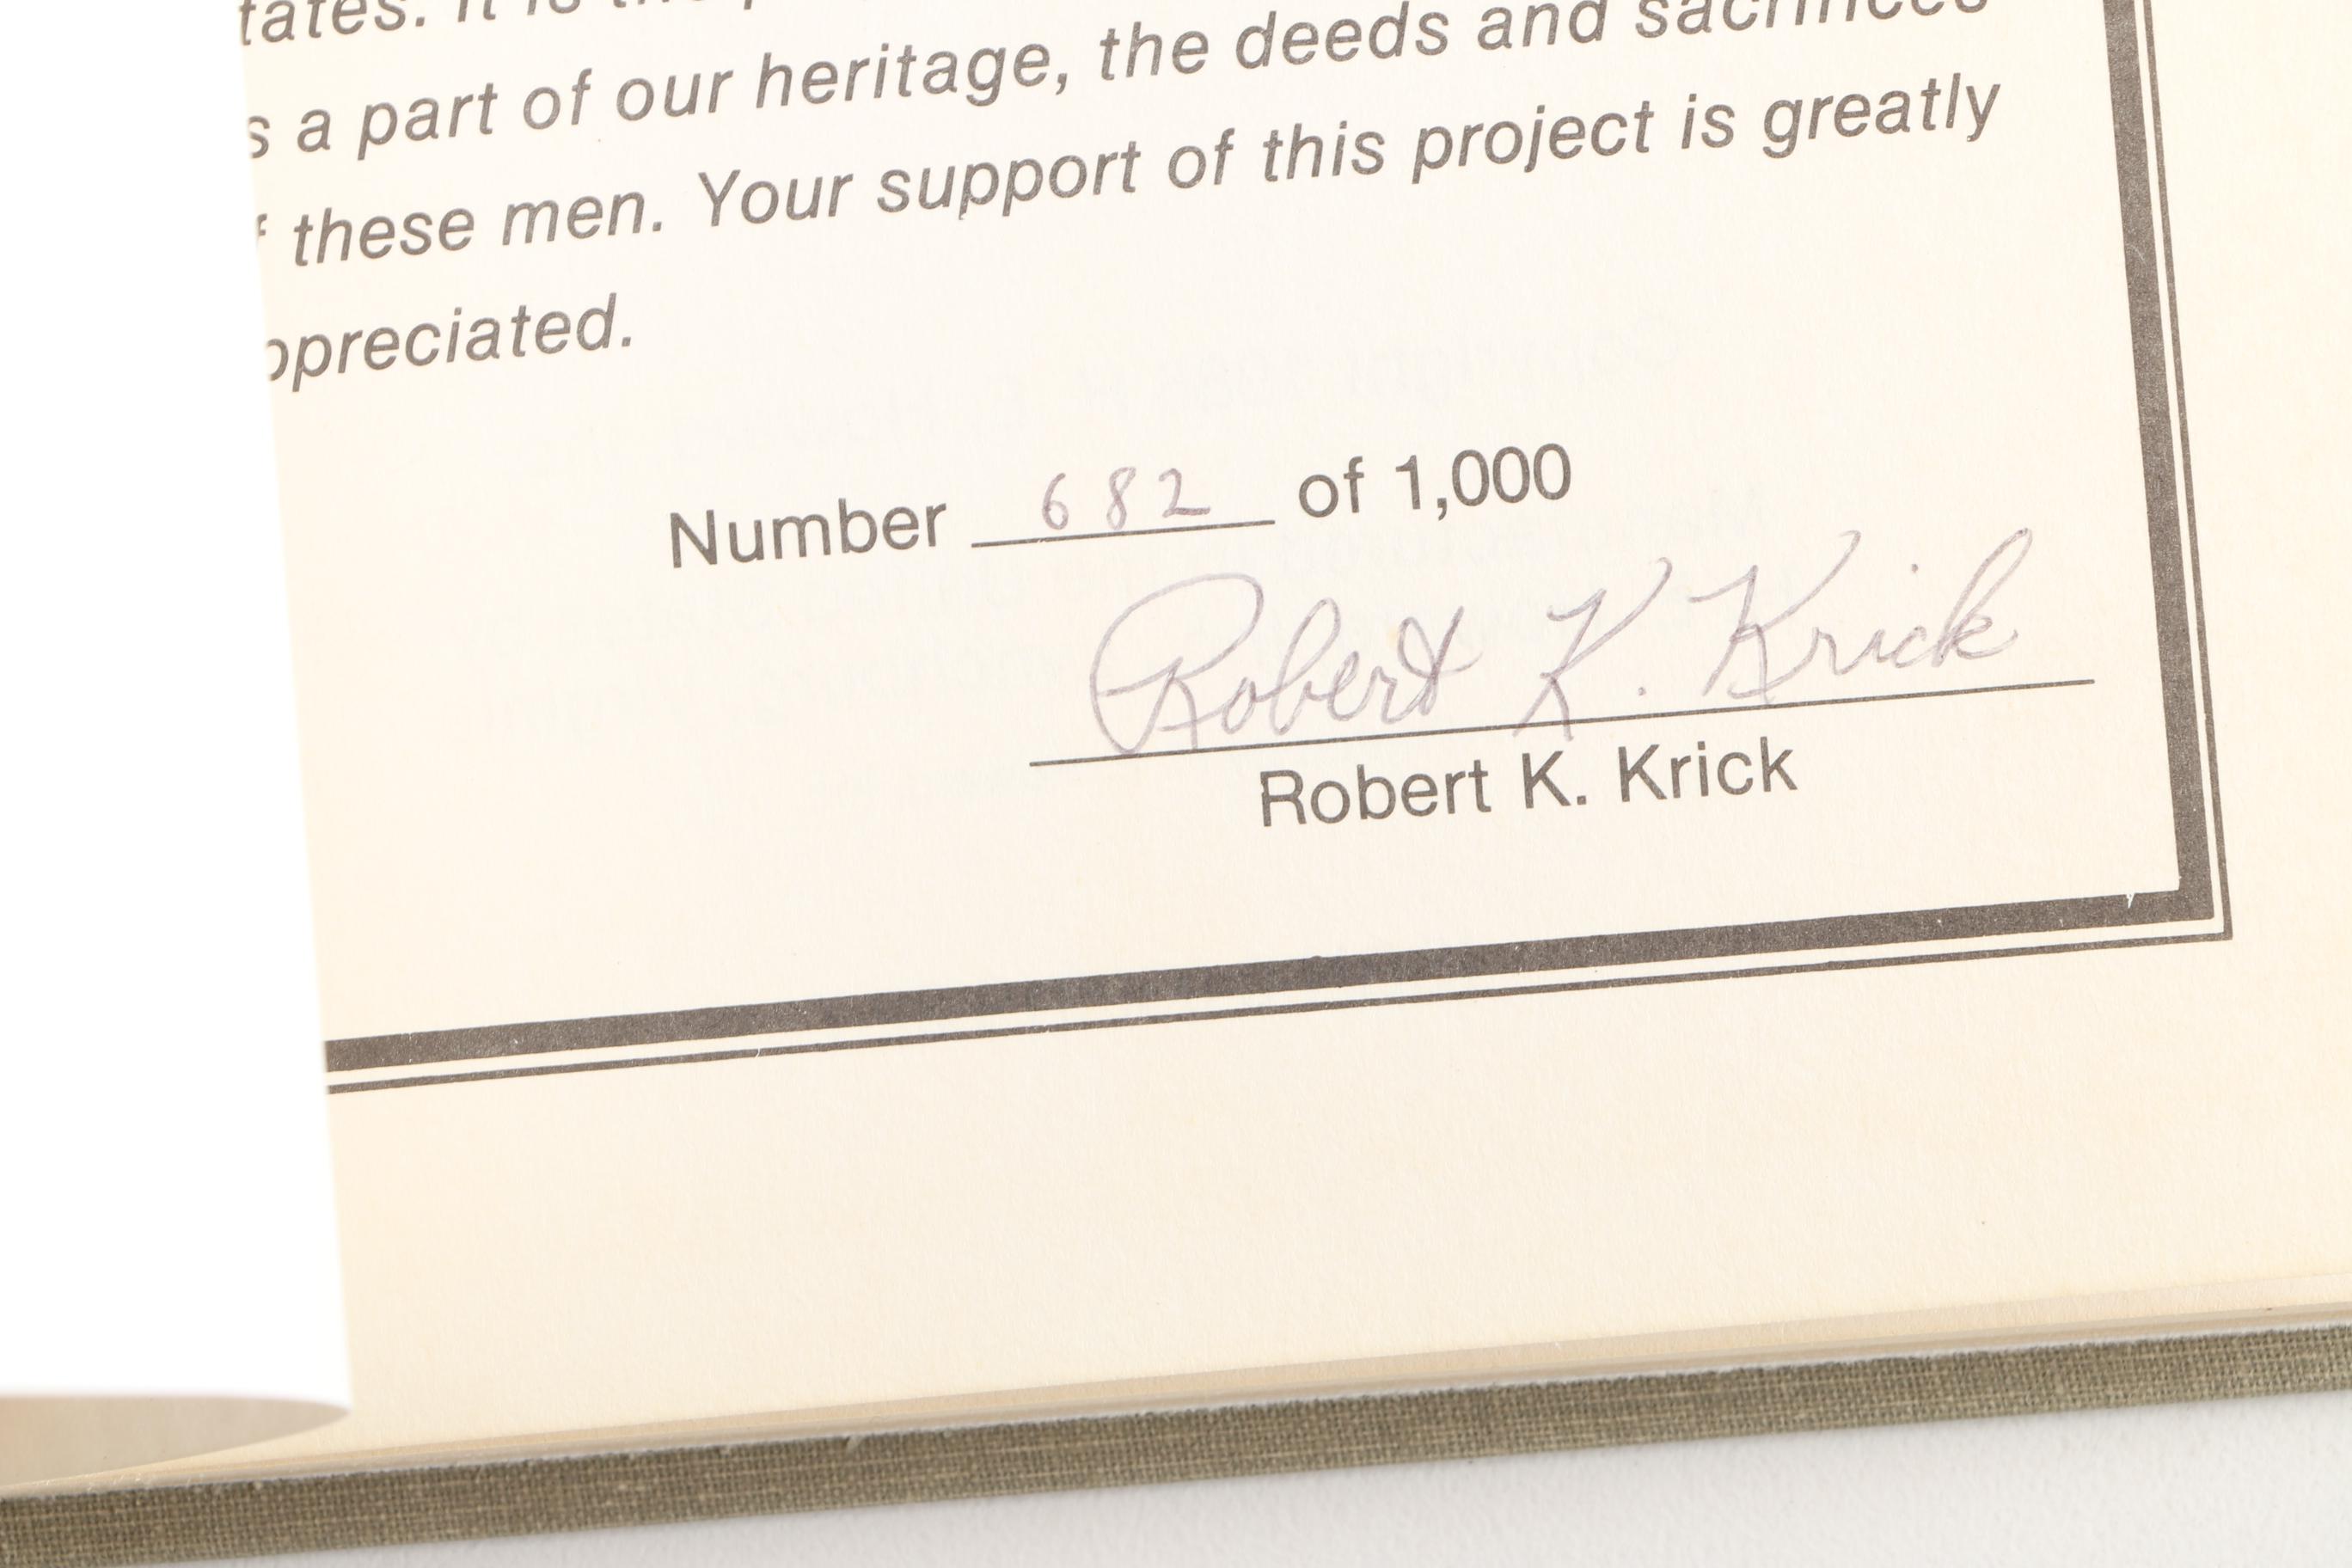 tates. It is the
s a part of our heritage, the deeds and sacrifices
f these men. Your support of this project is greatly
ppreciated.
Number 682 of 1,000
Robert K. Krick
Robert K. Krick